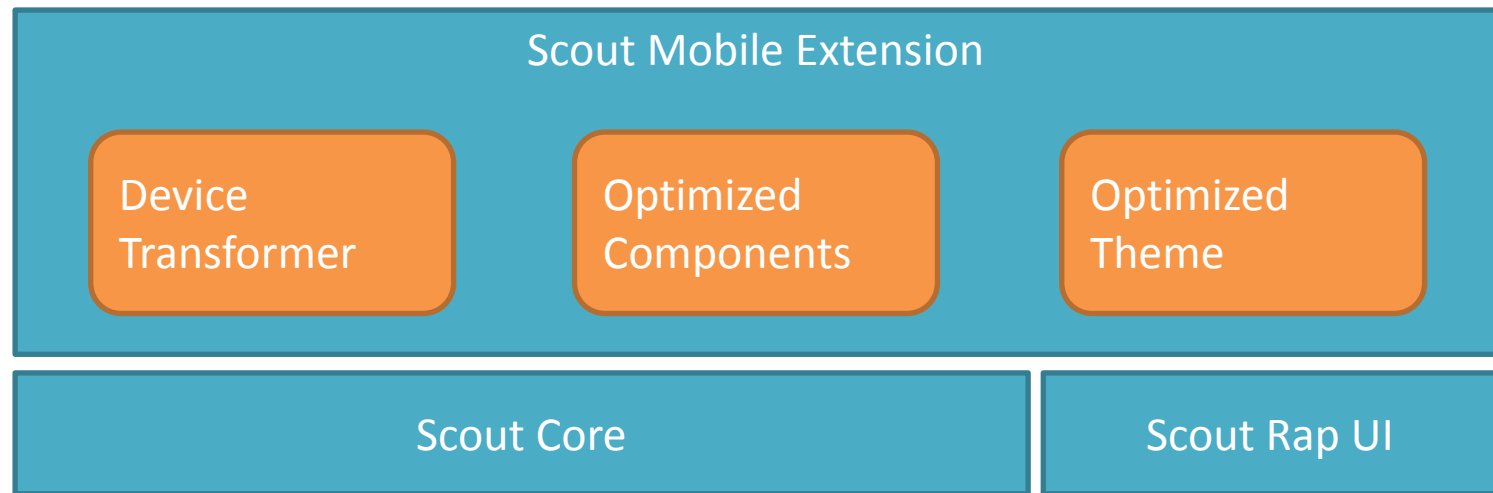 Scout Mobile Extension
Device
Transformer
Optimized
Components
Optimized
Theme
Scout Core
Scout Rap UI